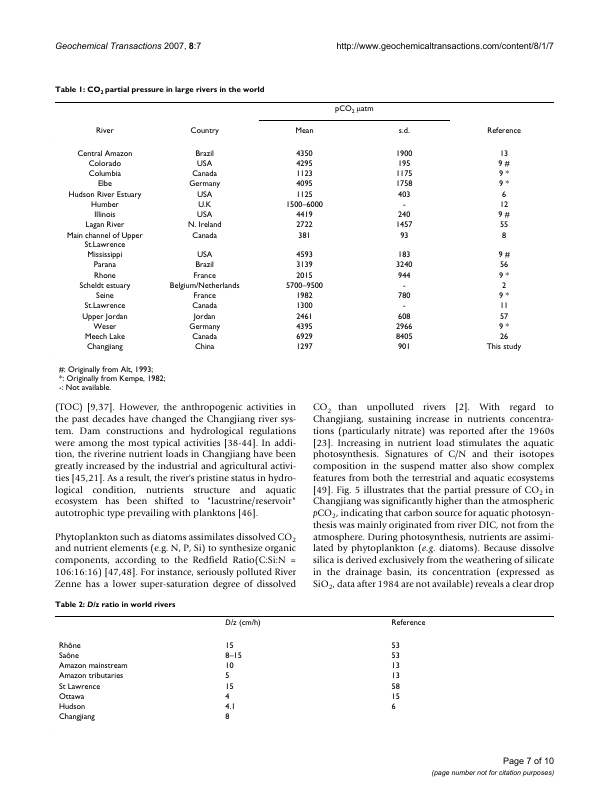 Geochemical Transactions 2007, 8:7 http://www.geochemicaltransactions.com/content/8/1/7
Table 1: CO2 partial pressure in large rivers in the world
pCO2 μatm
River Country Mean s.d. Reference
Central Amazon Brazil 4350 1900 13
Colorado USA 4295 195 9 #
Columbia Canada 1123 1175 9 *
Elbe Germany 4095 1758 9 *
Hudson River Estuary USA 1125 403 6
Humber U.K 1500–6000 - 12
Illinois USA 4419 240 9 #
Lagan River N. Ireland 2722 1457 55
Main channel of Upper Canada 381 93 8
St.Lawrence
Mississippi USA 4593 183 9 #
Parana Brazil 3139 3240 56
Rhone France 2015 944 9 *
Scheldt estuary Belgium/Netherlands 5700–9500 - 2
Seine France 1982 780 9 *
St.Lawrence Canada 1300 - 11
Upper Jordan Jordan 2461 608 57
Weser Germany 4395 2966 9 *
Meech Lake Canada 6929 8405 26
Changjiang China 1297 901 This study
#: Originally from Alt, 1993;
*: Originally from Kempe, 1982;
-: Not available.
(TOC) [9,37]. However, the anthropogenic activities in
the past decades have changed the Changjiang river sys-
tem. Dam constructions and hydrological regulations
were among the most typical activities [38-44]. In addi-
tion, the riverine nutrient loads in Changjiang have been
greatly increased by the industrial and agricultural activi-
ties [45,21]. As a result, the river's pristine status in hydro-
logical condition, nutrients structure and aquatic
ecosystem has been shifted to "lacustrine/reservoir"
autotrophic type prevailing with planktons [46].
Phytoplankton such as diatoms assimilates dissolved CO2
and nutrient elements (e.g. N, P, Si) to synthesize organic
components, according to the Redfield Ratio(C:Si:N =
106:16:16) [47,48]. For instance, seriously polluted River
Zenne has a lower super-saturation degree of dissolved
CO2 than unpolluted rivers [2]. With regard to
Changjiang, sustaining increase in nutrients concentra-
tions (particularly nitrate) was reported after the 1960s
[23]. Increasing in nutrient load stimulates the aquatic
photosynthesis. Signatures of C/N and their isotopes
composition in the suspend matter also show complex
features from both the terrestrial and aquatic ecosystems
[49]. Fig. 5 illustrates that the partial pressure of CO2 in
Changjiang was significantly higher than the atmospheric
pCO2, indicating that carbon source for aquatic photosyn-
thesis was mainly originated from river DIC, not from the
atmosphere. During photosynthesis, nutrients are assimi-
lated by phytoplankton (e.g. diatoms). Because dissolve
silica is derived exclusively from the weathering of silicate
in the drainage basin, its concentration (expressed as
SiO2, data after 1984 are not available) reveals a clear drop
Table 2: D/z ratio in world rivers
D/z (cm/h) Reference
Rhône 15 53
Saône 8–15 53
Amazon mainstream 10 13
Amazon tributaries 5 13
St Lawrence 15 58
Ottawa 4 15
Hudson 4.1 6
Changjiang 8
Page 7 of 10
(page number not for citation purposes)